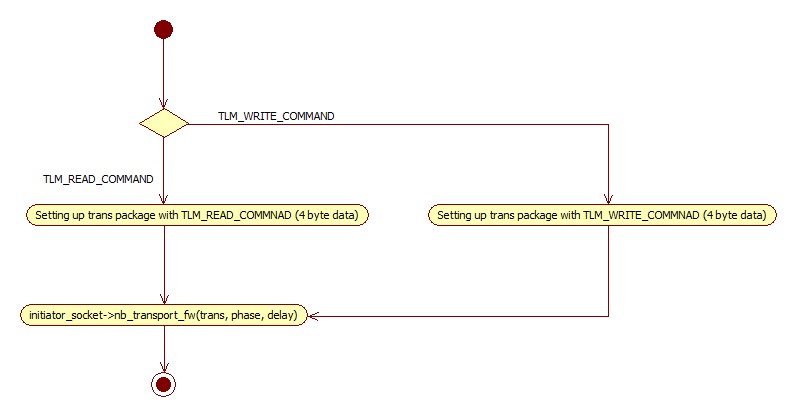 TLM_WRITE_COMMAND
TLM_READ_COMMAND
Setting up trans package with TLM_READ_COMMNAD (4 byte data)
Setting up trans package with TLM_WRITE_COMMNAD (4 byte data)
initiator_socket->nb_transport_fw(trans, phase, delay)